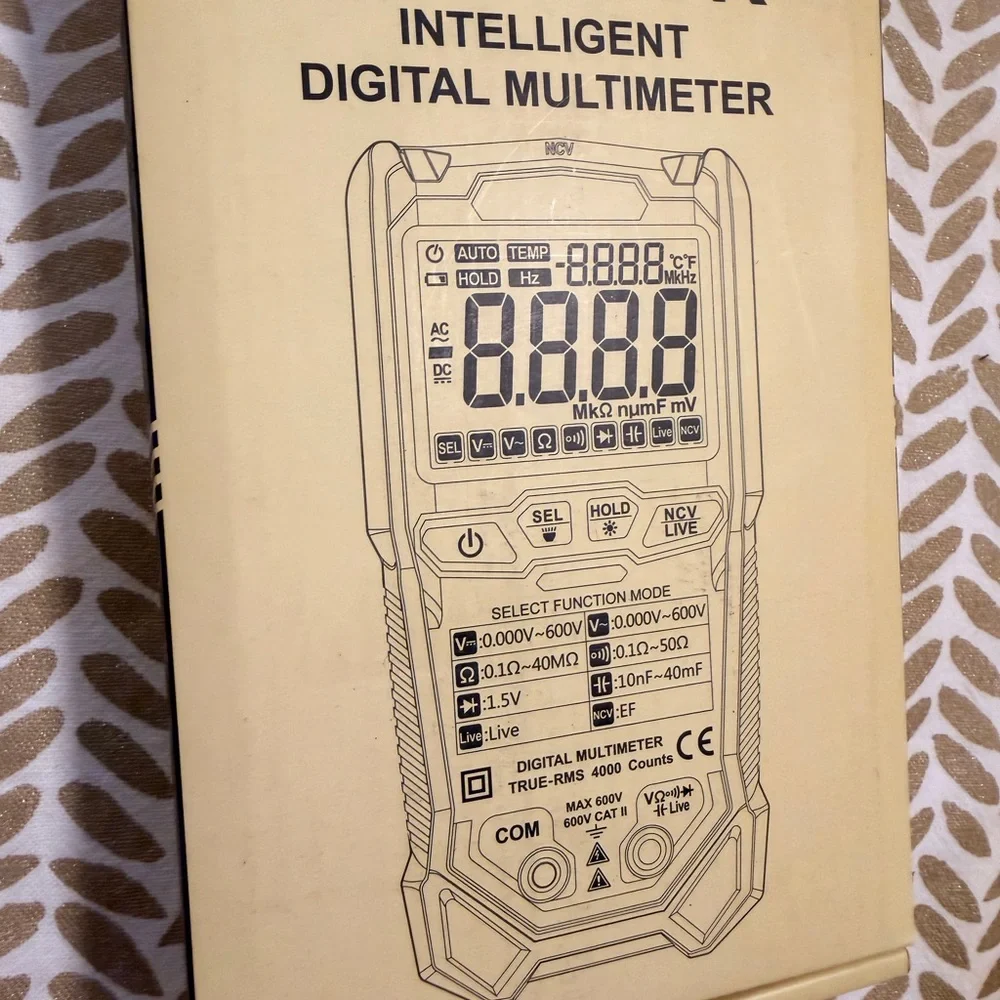 INTELLIGENT
DIGITAL MULTIMETER
NCV
AUTO TEMP -8.8.8.8 °C°F
HOLD Hz MkHz
AC
8.8.8.8
DC
MkΩ nµmF mV
SEL V V~ Ω Live NCV
SEL HOLD NCV
LIVE
SELECT FUNCTION MODE
V:0.000V~600V V~:0.000V~600V
Ω:0.1Ω~40MΩ :0.1Ω~50Ω
:1.5V :10nF~40mF
Live:Live NCV:EF
DIGITAL MULTIMETER CE
TRUE-RMS 4000 Counts
MAX 600V
600V CAT II
COM
VΩ
Live